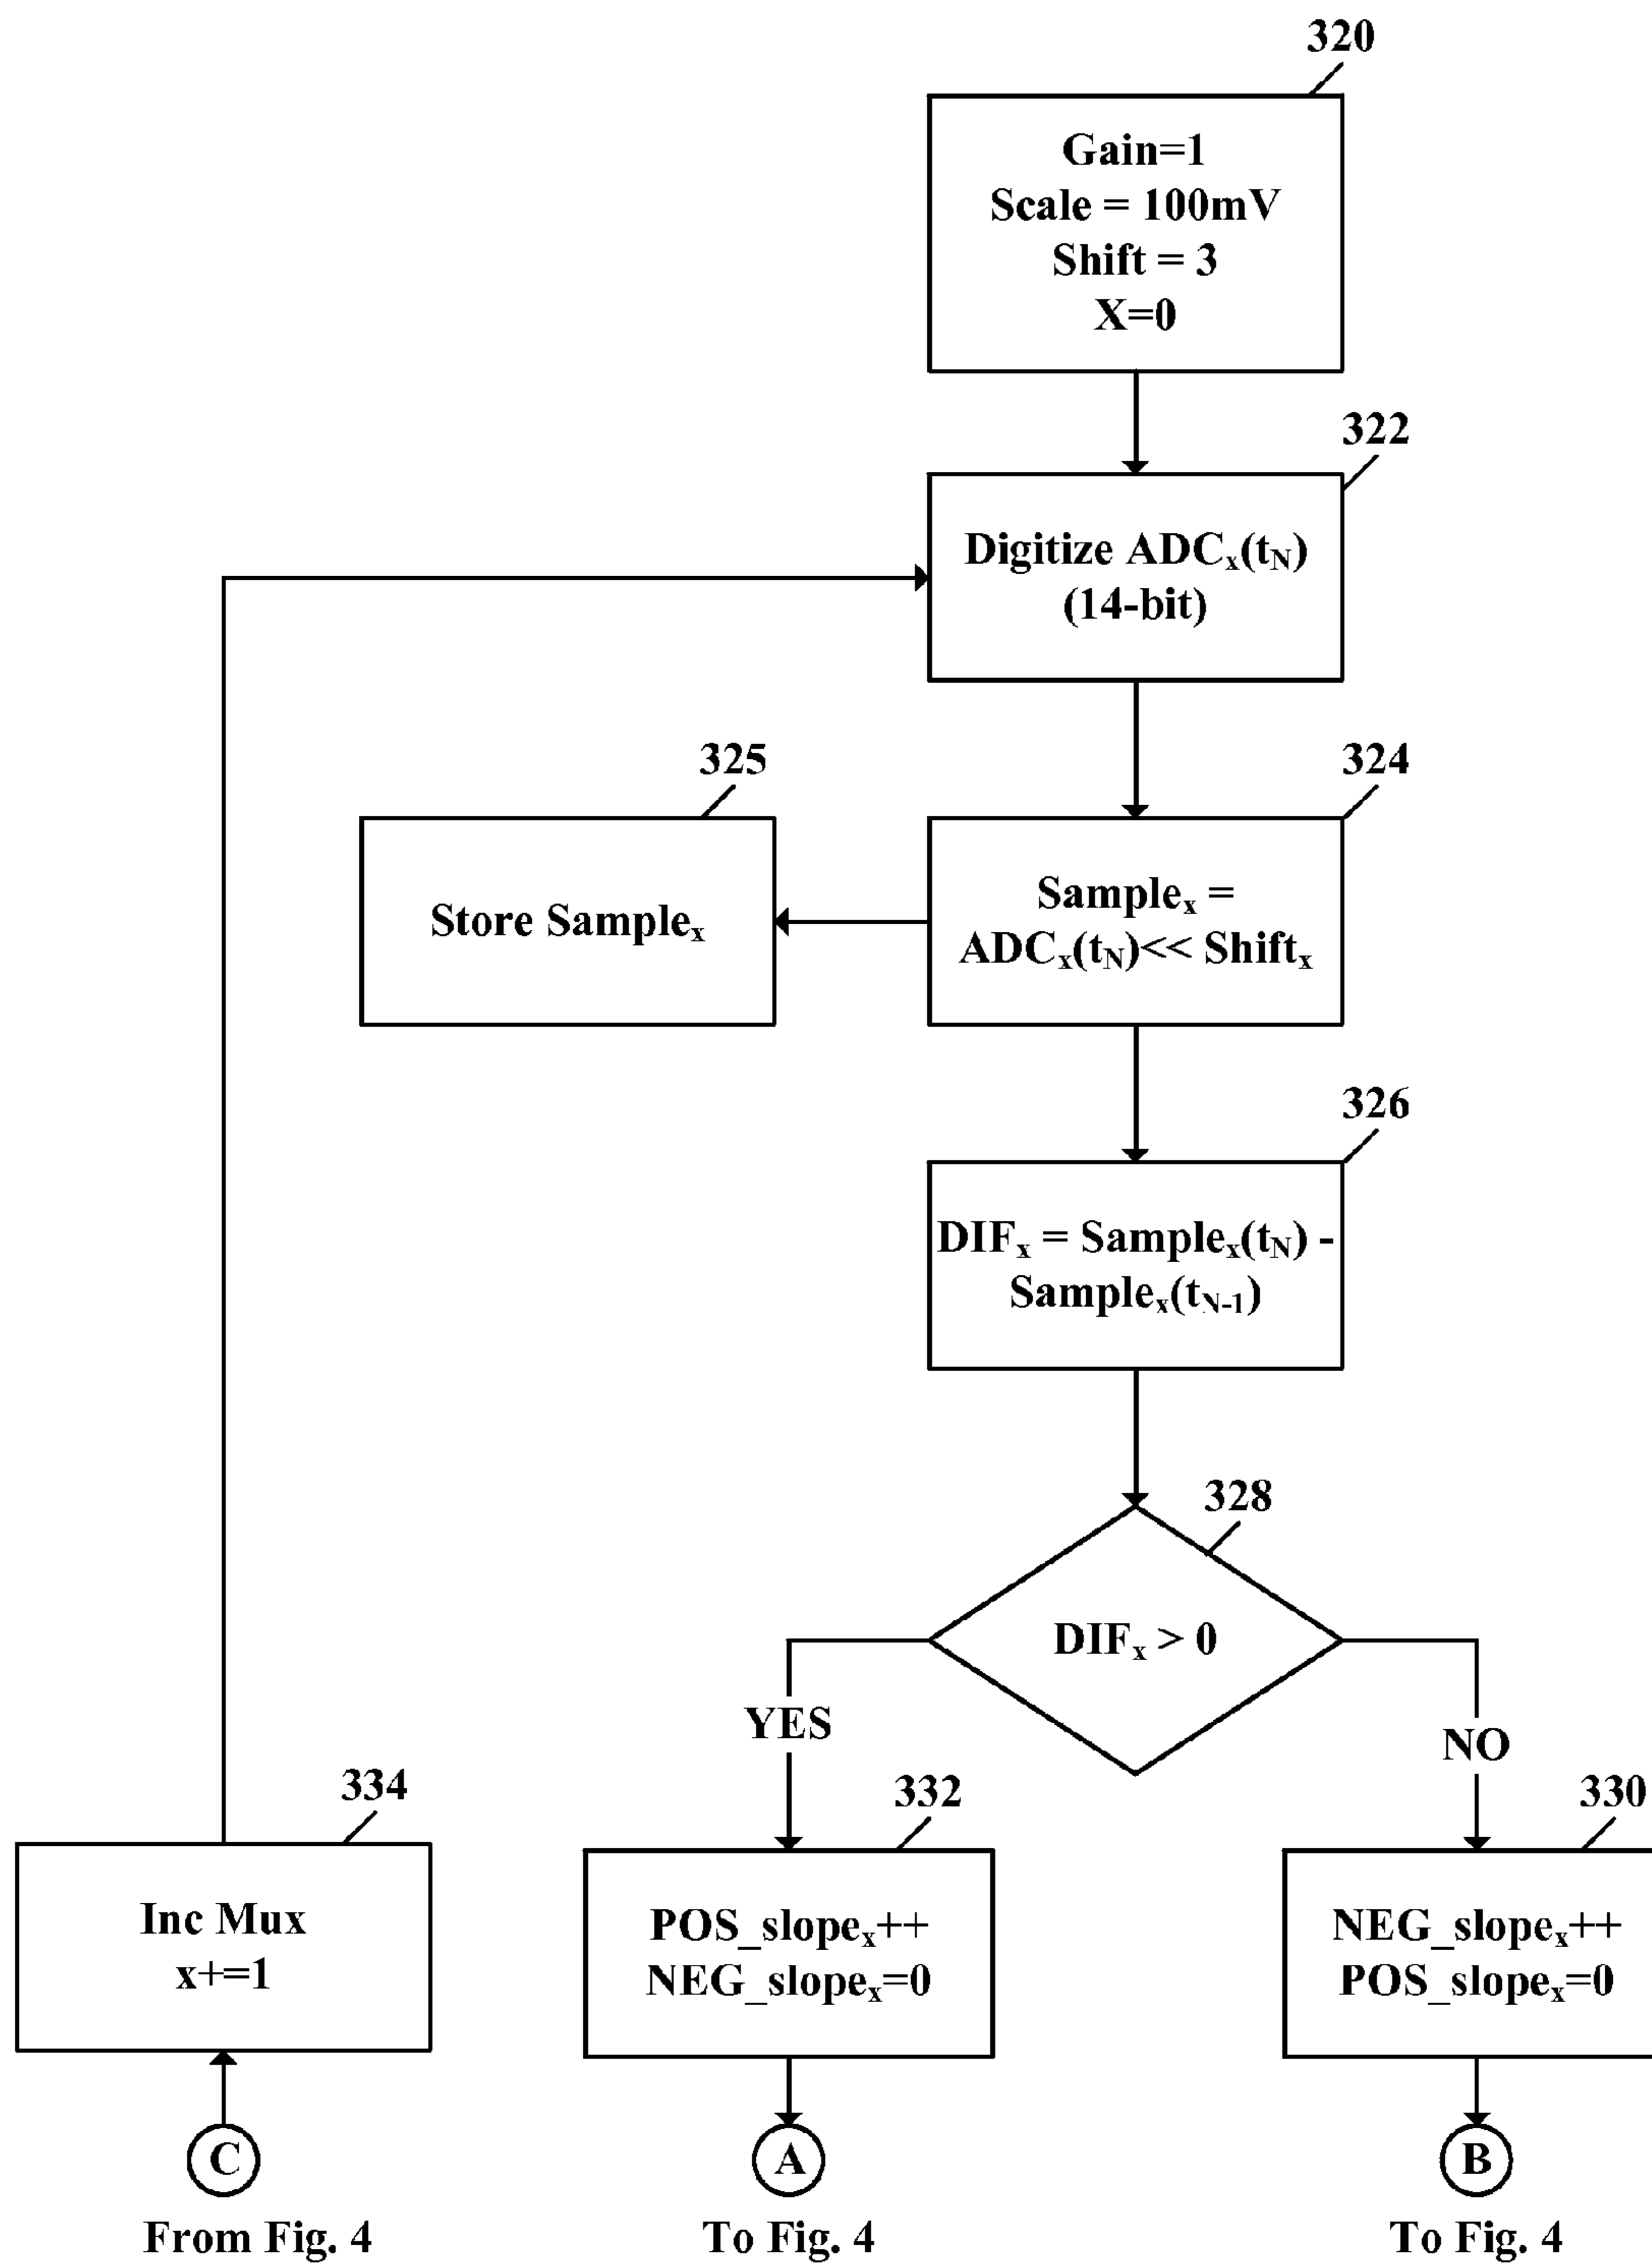 320
Gain=1
Scale = 100mV
Shift = 3
X=0
322
Digitize ADCx(tN)
(14-bit)
325
Store Samplex
324
Samplex =
ADCx(tN)<< Shiftx
326
DIFx = Samplex(tN) -
Samplex(tN-1)
328
DIFx > 0
YES
NO
334
Inc Mux
x+=1
332
POS_slopex++
NEG_slopex=0
330
NEG_slopex++
POS_slopex=0
C
A
B
From Fig. 4
To Fig. 4
To Fig. 4